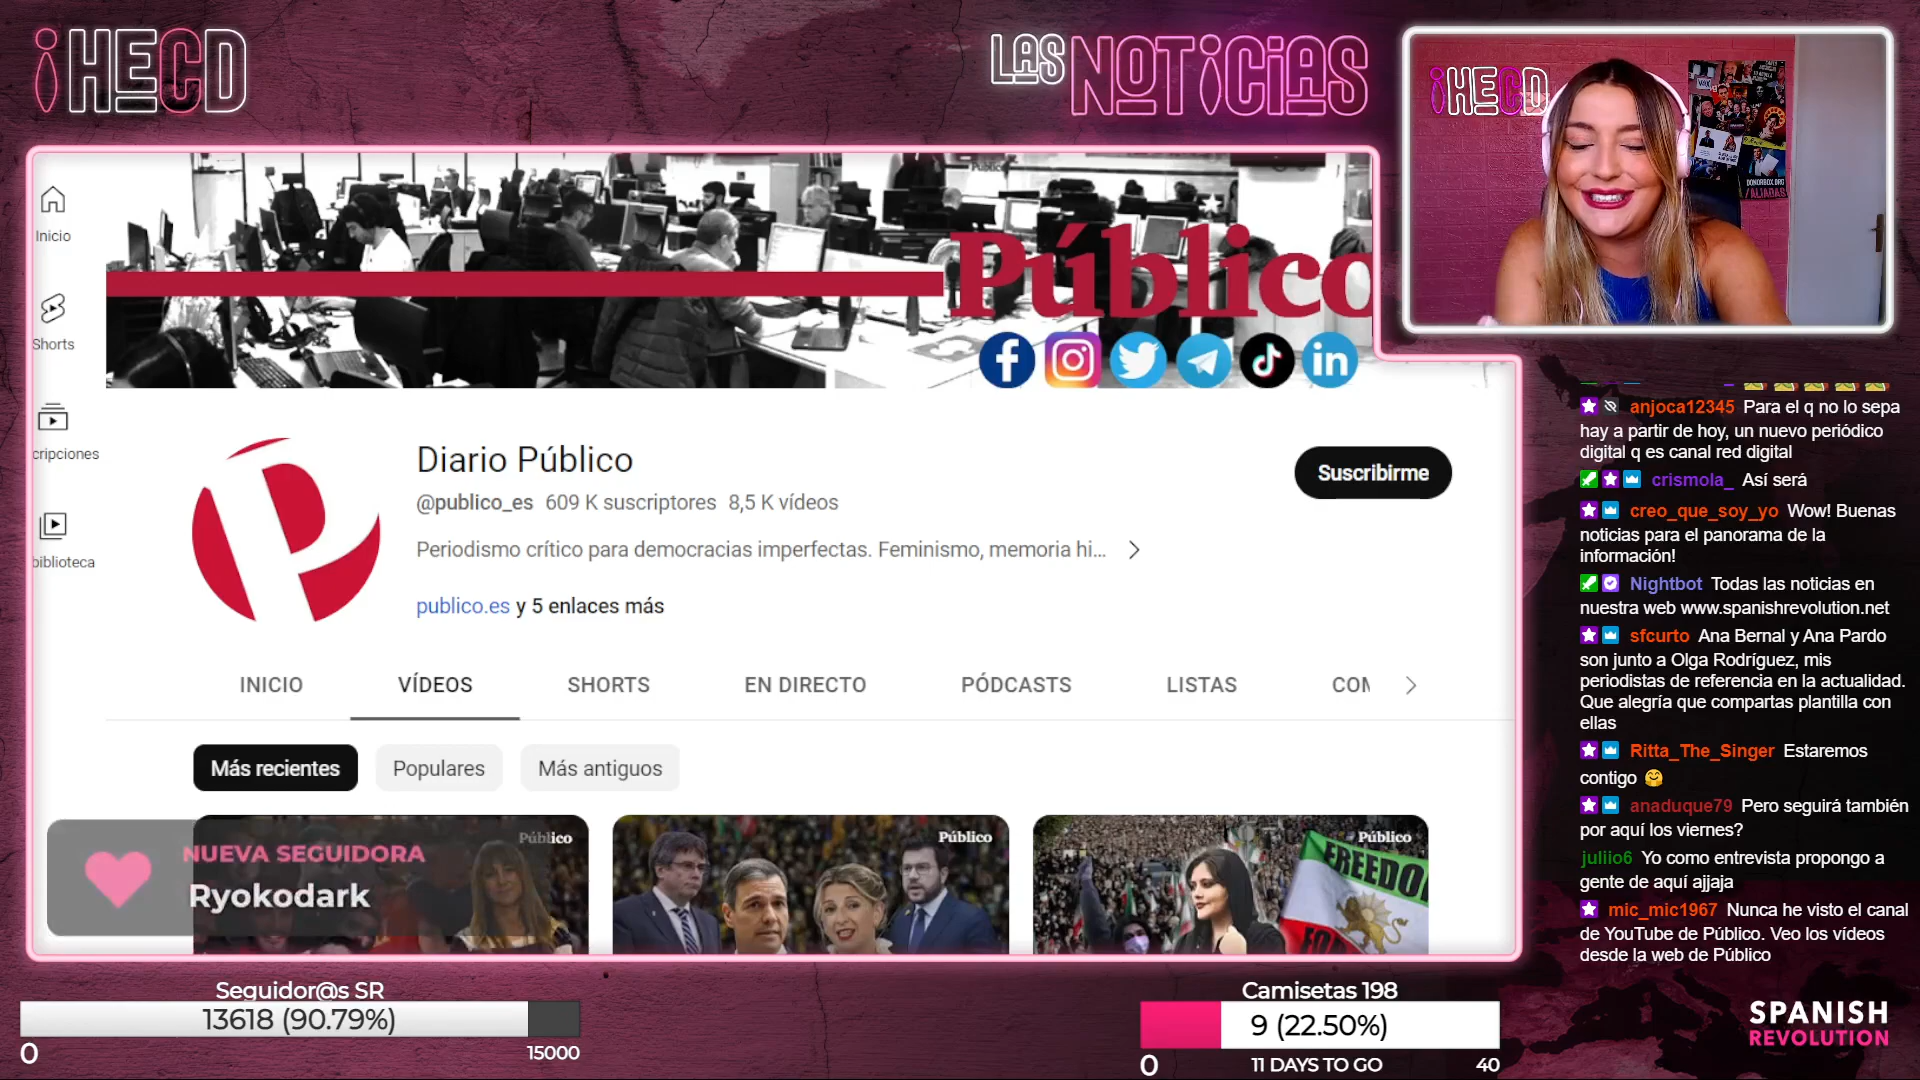 ¡HECD
LAS NOTICIAS
¡HECD
DONORBOX.ORG
/ALIADAS
Inicio
Shorts
cripciones
biblioteca
Público
Diario Público
@publico_es 609 K suscriptores 8,5 K vídeos
Periodismo crítico para democracias imperfectas. Feminismo, memoria hi...
publico.es y 5 enlaces más
Suscribirme
INICIO VÍDEOS SHORTS EN DIRECTO PÓDCASTS LISTAS COM
Más recientes Populares Más antiguos
Público
Público
Público
FREEDO
NUEVA SEGUIDORA
Ryokodark
anjoca12345 Para el q no lo sepa
hay a partir de hoy, un nuevo periódico
digital q es canal red digital
crismola_ Así será
creo_que_soy_yo Wow! Buenas
noticias para el panorama de la
información!
Nightbot Todas las noticias en
nuestra web www.spanishrevolution.net
sfcurto Ana Bernal y Ana Pardo
son junto a Olga Rodríguez, mis
periodistas de referencia en la actualidad.
Que alegría que compartas plantilla con
ellas
Ritta_The_Singer Estaremos
contigo 🤗
anaduque79 Pero seguirá también
por aquí los viernes?
juliio6 Yo como entrevista propongo a
gente de aquí ajjaja
mic_mic1967 Nunca he visto el canal
de YouTube de Público. Veo los vídeos
desde la web de Público
Seguidor@s SR
13618 (90.79%)
0 15000
Camisetas 198
9 (22.50%)
0 11 DAYS TO GO 40
SPANISH
REVOLUTION